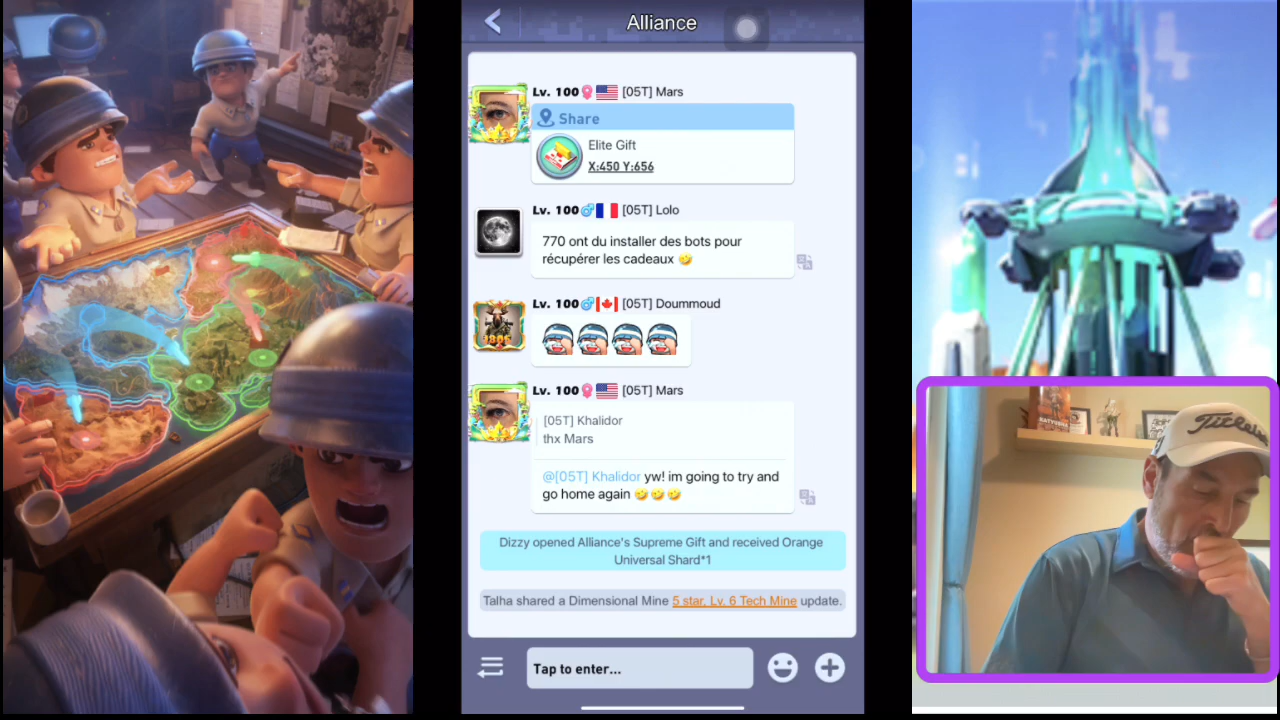 Alliance
Lv. 100 [05T] Mars
Share
Elite Gift
X:450 Y:656
Lv. 100 [05T] Lolo
770 ont du installer des bots pour
récupérer les cadeaux 🤣
Lv. 100 [05T] Doummoud
Lv. 100 [05T] Mars
[05T] Khalidor
thx Mars
@[05T] Khalidor yw! im going to try and
go home again 🤣🤣🤣
Dizzy opened Alliance's Supreme Gift and received Orange
Universal Shard*1
Talha shared a Dimensional Mine 5 star, Lv. 6 Tech Mine update.
Tap to enter...
Titleist